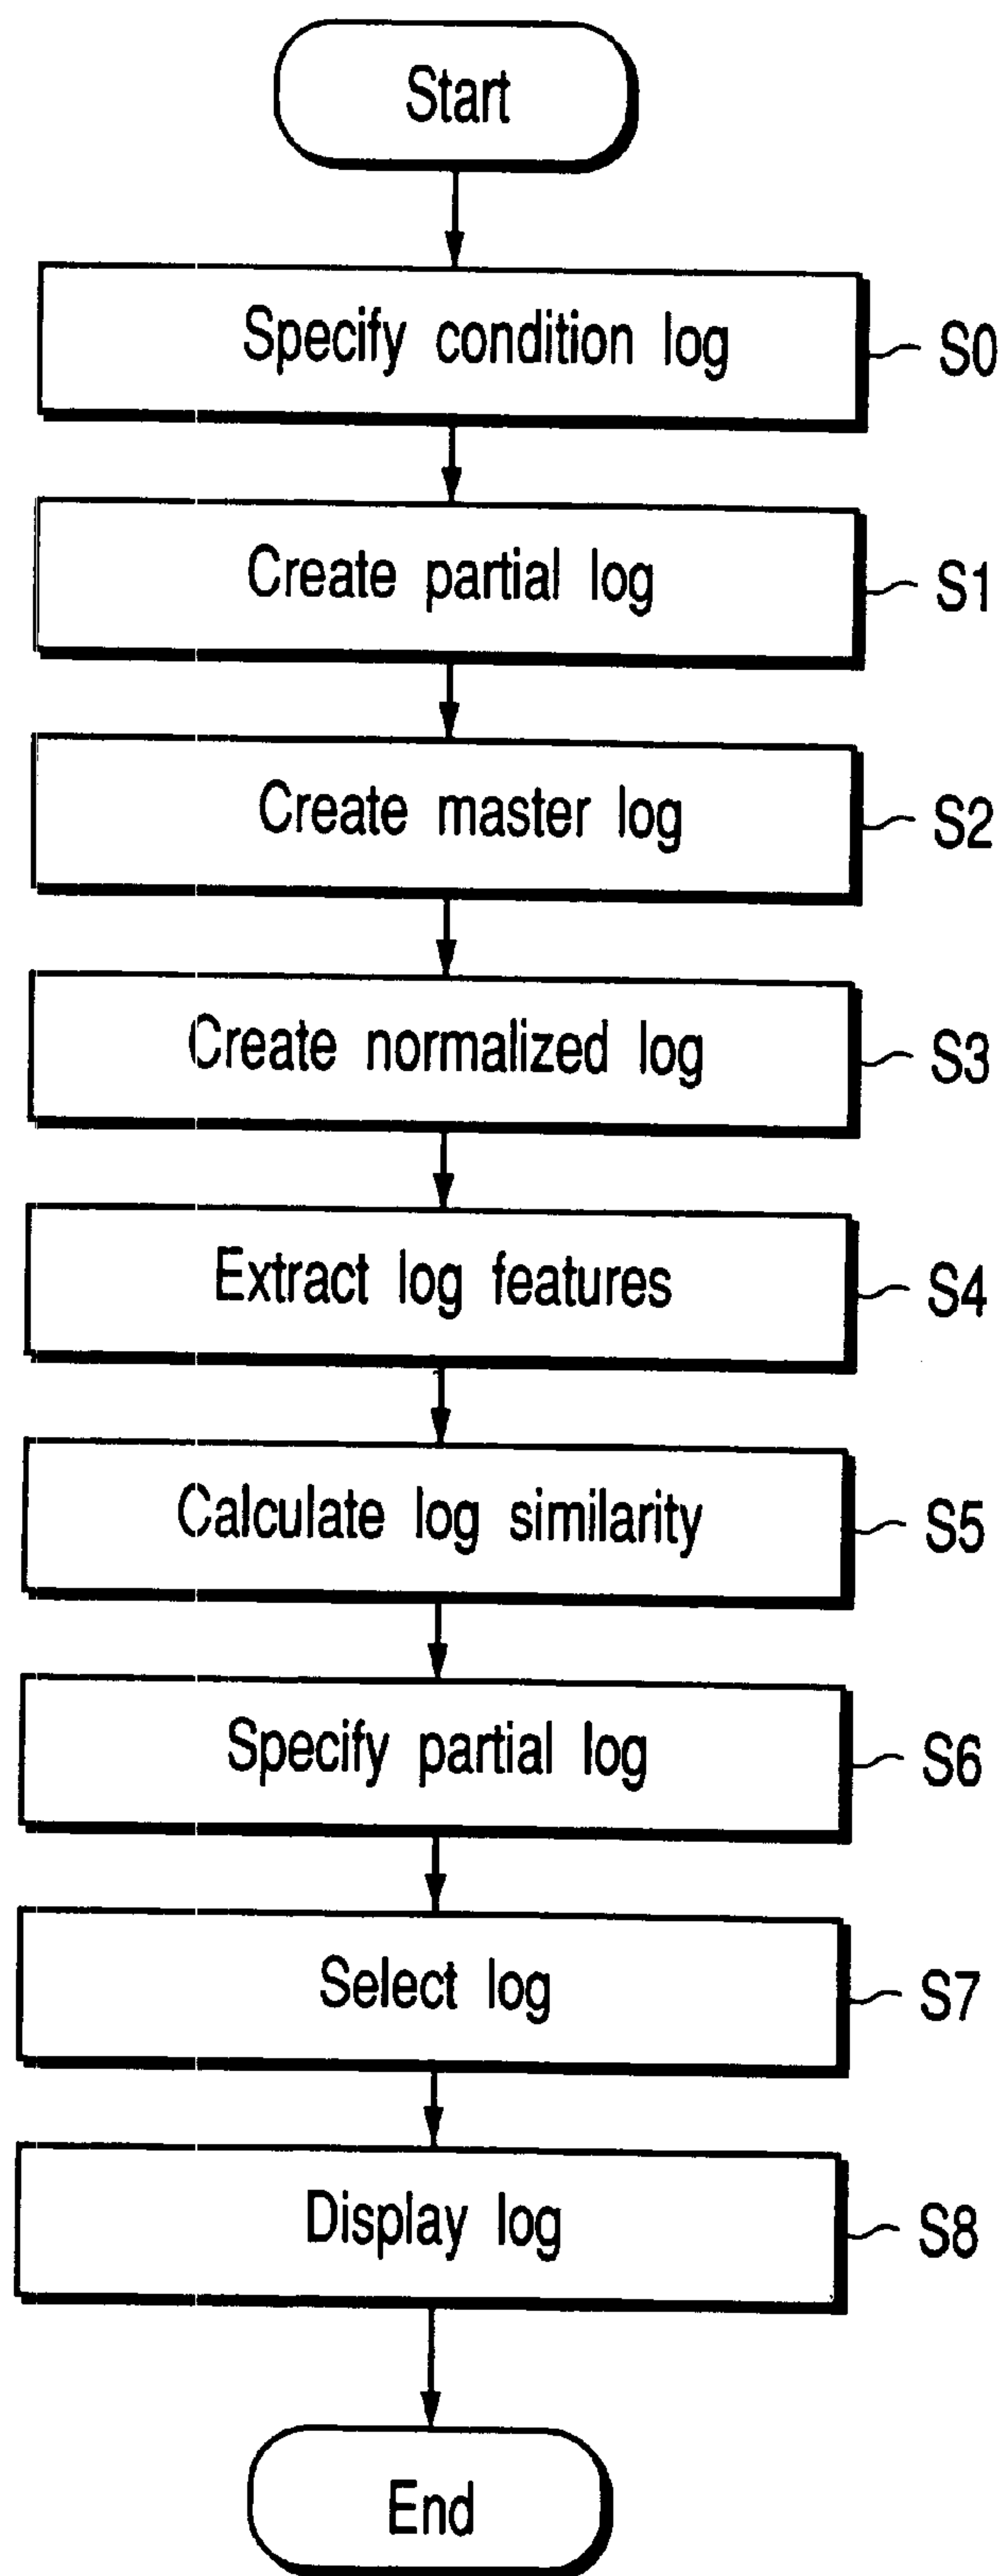 Start
Specify condition log
S0
Create partial log
S1
Create master log
S2
Create normalized log
S3
Extract log features
S4
Calculate log similarity
S5
Specify partial log
S6
Select log
S7
Display log
S8
End